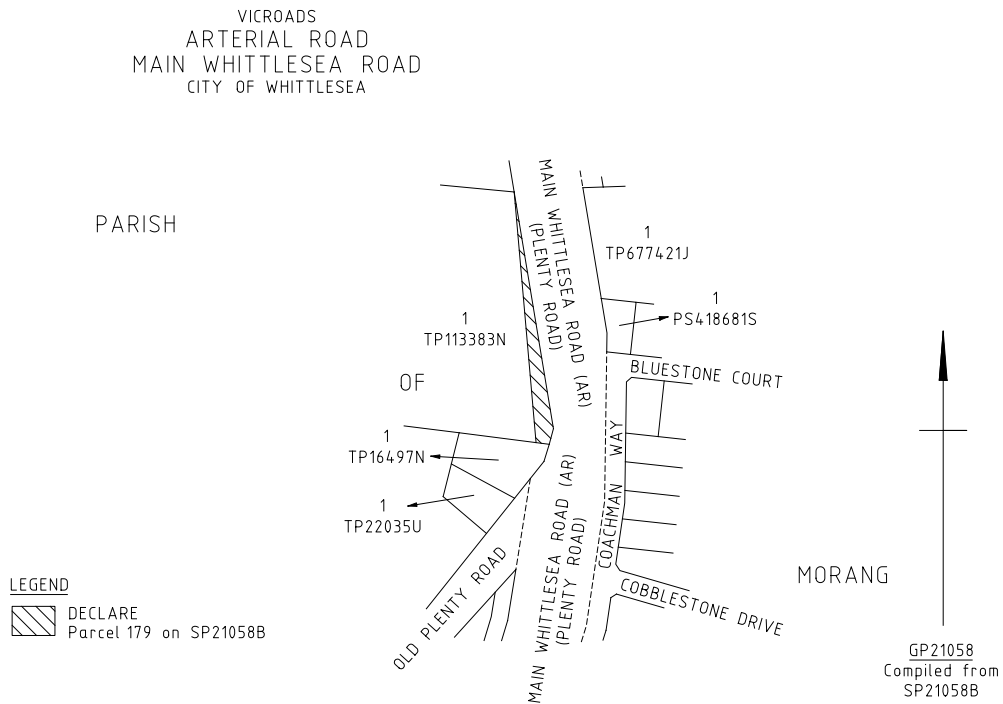 VICROADS
ARTERIAL ROAD
MAIN WHITTLESEA ROAD
CITY OF WHITTLESEA
PARISH
MAIN WHITTLESEA ROAD (AR)
(PLENTY ROAD)
1
TP677421J
1
PS418681S
1
TP113383N
BLUESTONE COURT
OF
1
TP16497N
COACHMAN WAY
1
TP22035U
MAIN WHITTLESEA ROAD (AR)
(PLENTY ROAD)
OLD PLENTY ROAD
COBBLESTONE DRIVE
MORANG
LEGEND
DECLARE
Parcel 179 on SP21058B
GP21058
Compiled from
SP21058B